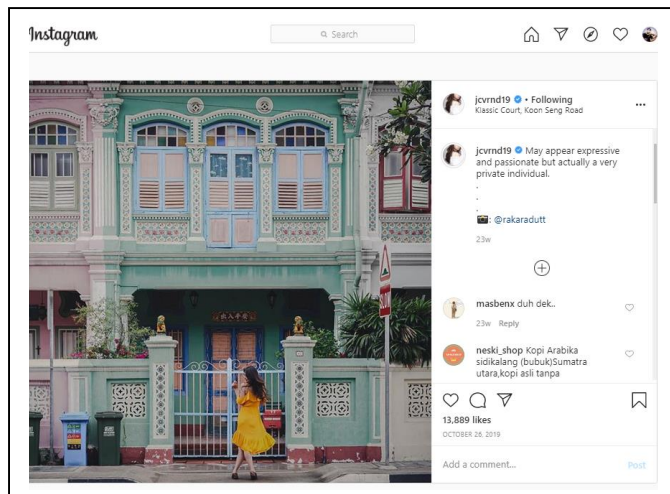 Instagram
Search
jcvrnd19 • Following
Klassic Court, Koon Seng Road
jcvrnd19 May appear expressive
and passionate but actually a very
private individual.
.
.
.
: @rakaradutt
23w
masbenx duh dek..
23w Reply
neski_shop Kopi Arabika
sidikalang (bubuk)Sumatra
utara,kopi asli tanpa
13,889 likes
OCTOBER 26, 2019
Add a comment...
Post